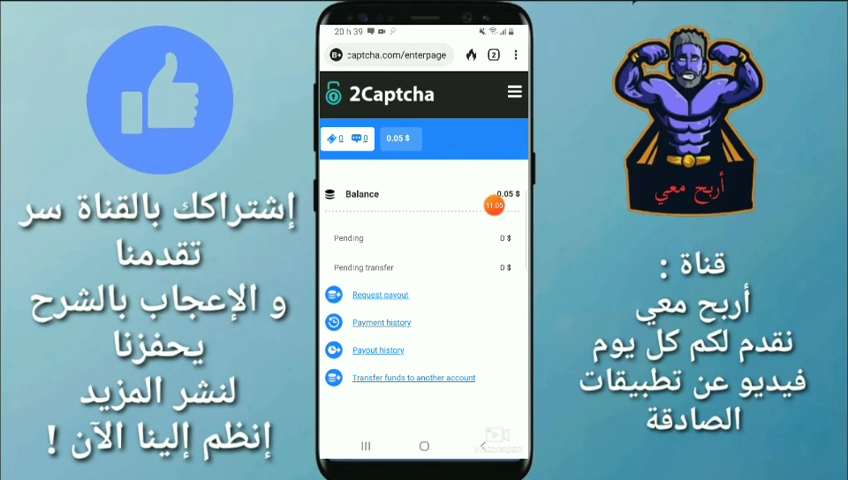 20 h 39
captcha.com/enterpage
2
2Captcha
0
0
0.05 $
Balance
0.05 $
11:05
Pending
0 $
Pending transfer
0 $
Request payout
Payment history
Payout history
Transfer funds to another account
إشتراكك بالقناة سر
تقدمنا
و الإعجاب بالشرح
يحفزنا
لنشر المزيد
إنظم إلينا الآن !
أربح معي
قناة :
أربح معي
نقدم لكم كل يوم
فيديو عن تطبيقات
الصادقة